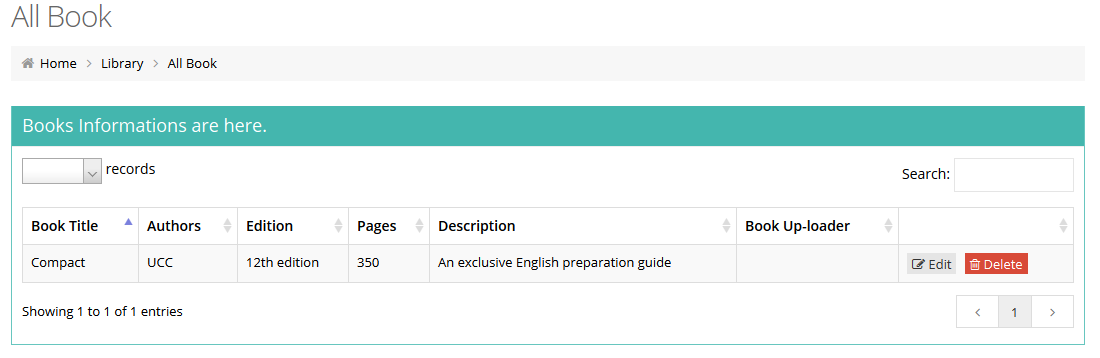 All Book
Home > Library > All Book
Books Informations are here.
records
Search:
Book Title Authors Edition Pages Description Book Up-loader
Compact UCC 12th edition 350 An exclusive English preparation guide Edit Delete
Showing 1 to 1 of 1 entries
< 1 >